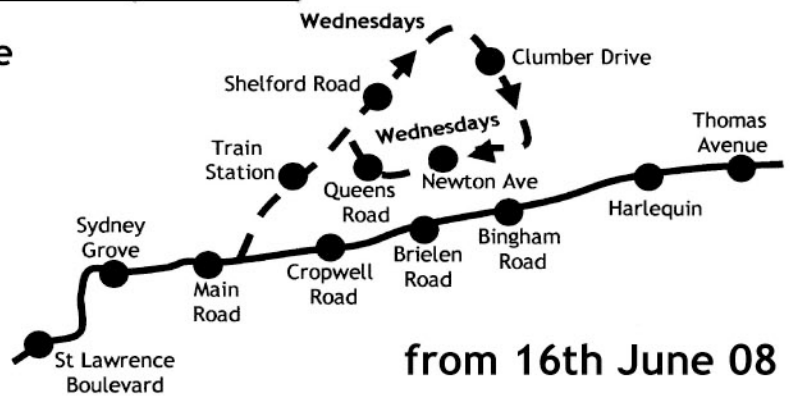 Wednesdays
e
Clumber Drive
Shelford Road
Wednesdays
Thomas
Avenue
Train
Station
Queens
Road
Newton Ave
Harlequin
Sydney
Grove
Bingham
Road
Brielen
Road
Cropwell
Road
Main
Road
St Lawrence
Boulevard
from 16th June 08